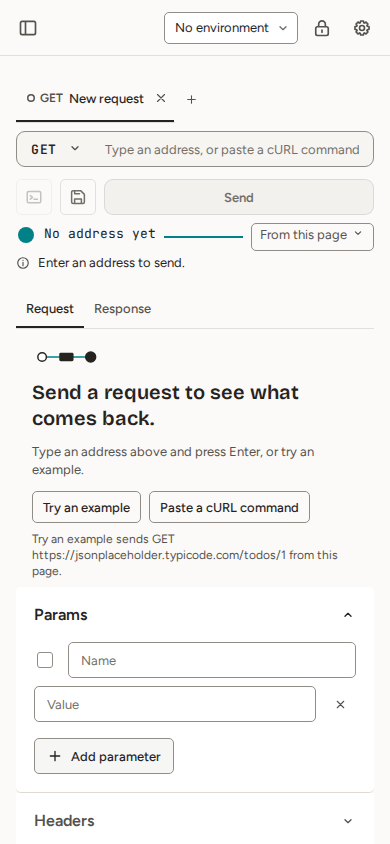 No environment
GET New request
GET Type an address, or paste a cURL command
Send
No address yet From this page
Enter an address to send.
Request Response
Send a request to see what
comes back.
Type an address above and press Enter, or try an
example.
Try an example Paste a cURL command
Try an example sends GET
https://jsonplaceholder.typicode.com/todos/1 from this
page.
Params
Name
Value
Add parameter
Headers